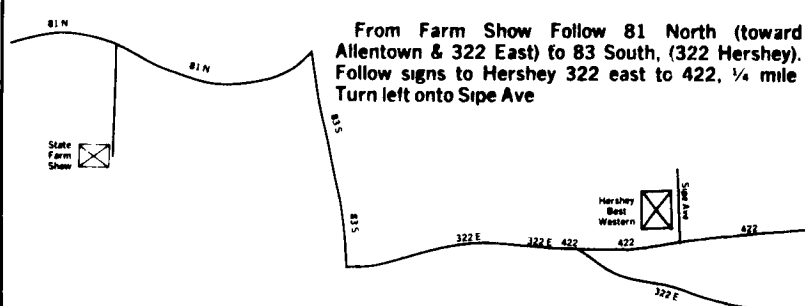 81 N
From Farm Show Follow 81 North (toward
Allentown & 322 East) to 83 South, (322 Hershey).
Follow signs to Hershey 322 east to 422, ¼ mile
Turn left onto Sipe Ave
81 N
State
Farm
Show
83 S
83 S
Hershey
Best
Western
Sipe Ave
322 E
322 E
422
422
422
322 E